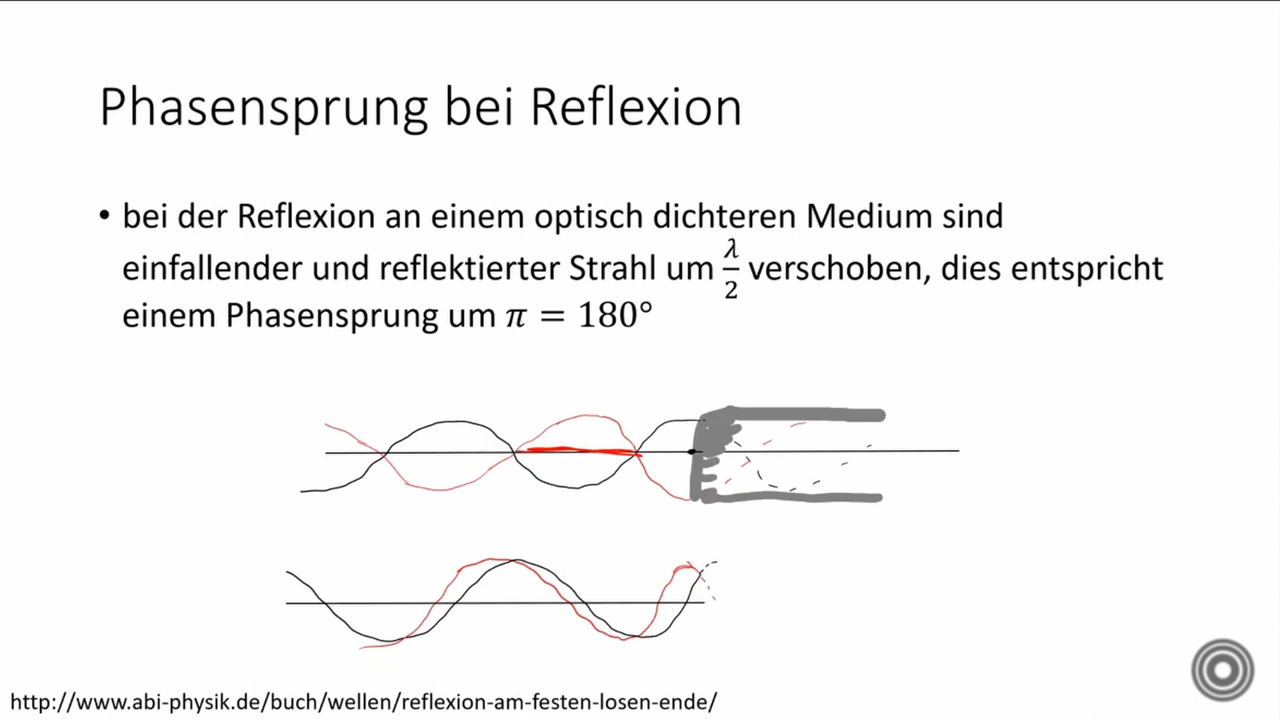 Phasensprung bei Reflexion
• bei der Reflexion an einem optisch dichteren Medium sind
einfallender und reflektierter Strahl um λ/2 verschoben, dies entspricht
einem Phasensprung um π = 180°
http://www.abi-physik.de/buch/wellen/reflexion-am-festen-losen-ende/